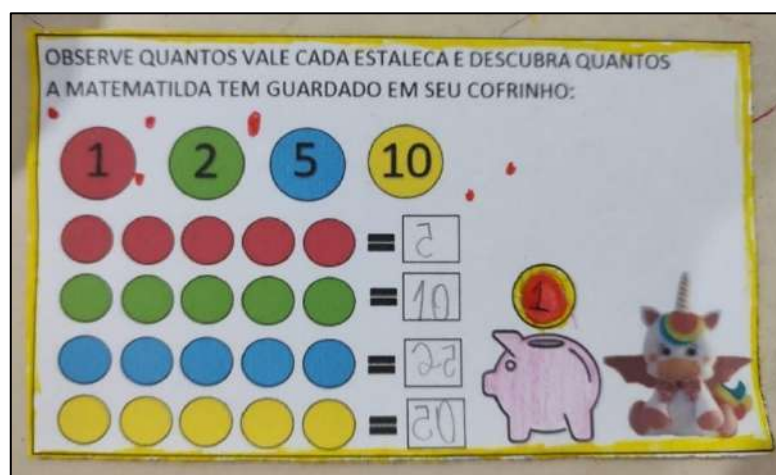 OBSERVE QUANTOS VALE CADA ESTALECA E DESCUBRA QUANTOS
A MATEMATILDA TEM GUARDADO EM SEU COFRINHO:
1 2 5 10
= 5
= 10
1
= 25
= 50